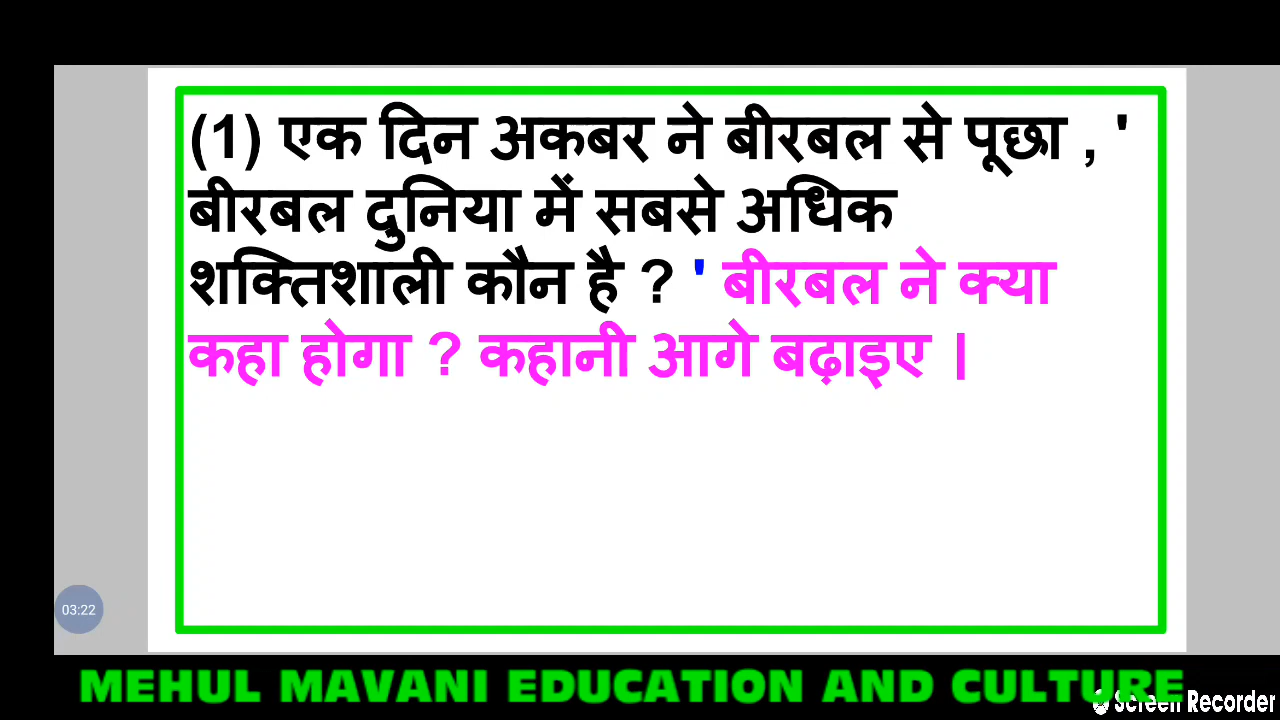 (1) एक दिन अकबर ने बीरबल से पूछा , '
बीरबल दुनिया में सबसे अधिक
शक्तिशाली कौन है ? ' बीरबल ने क्या
कहा होगा ? कहानी आगे बढ़ाइए ।
03:22
MEHUL MAVANI EDUCATION AND CULTURE
Screen Recorder